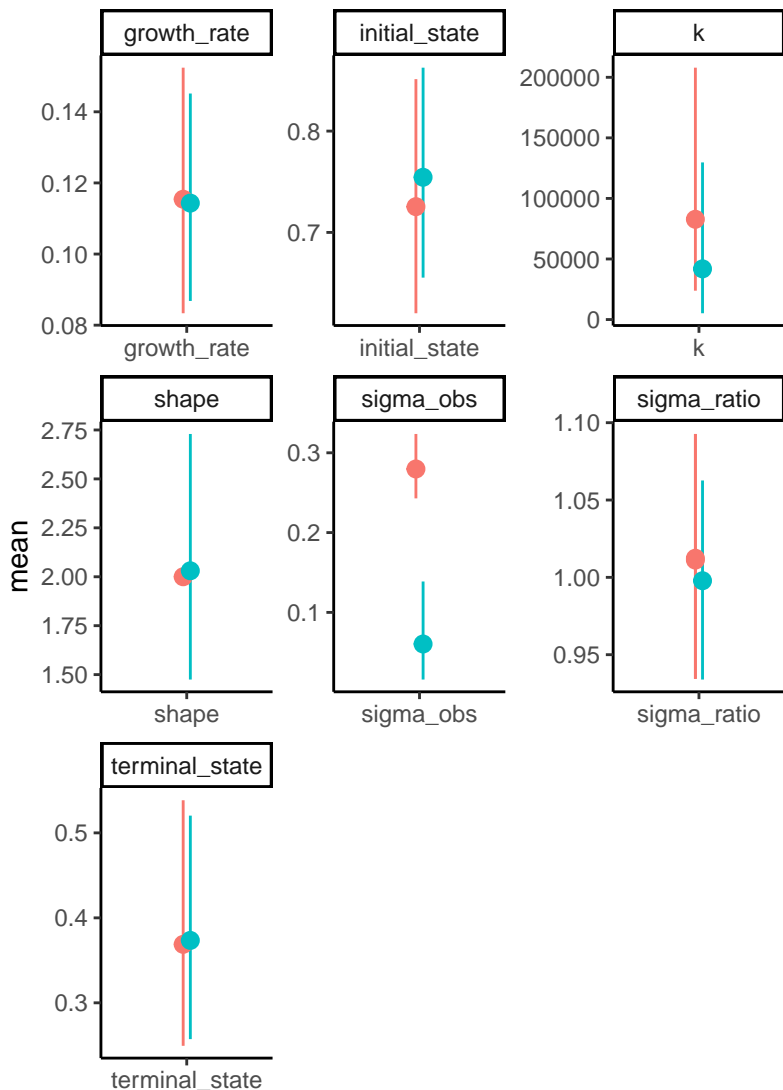 growth_rate
initial_state
k
0.14
0.12
0.10
0.08
0.8
0.7
200000
150000
100000
50000
0
growth_rate
initial_state
k
shape
sigma_obs
sigma_ratio
mean
2.75
2.50
2.25
2.00
1.75
1.50
0.3
0.2
0.1
1.10
1.05
1.00
0.95
shape
sigma_obs
sigma_ratio
terminal_state
0.5
0.4
0.3
terminal_state